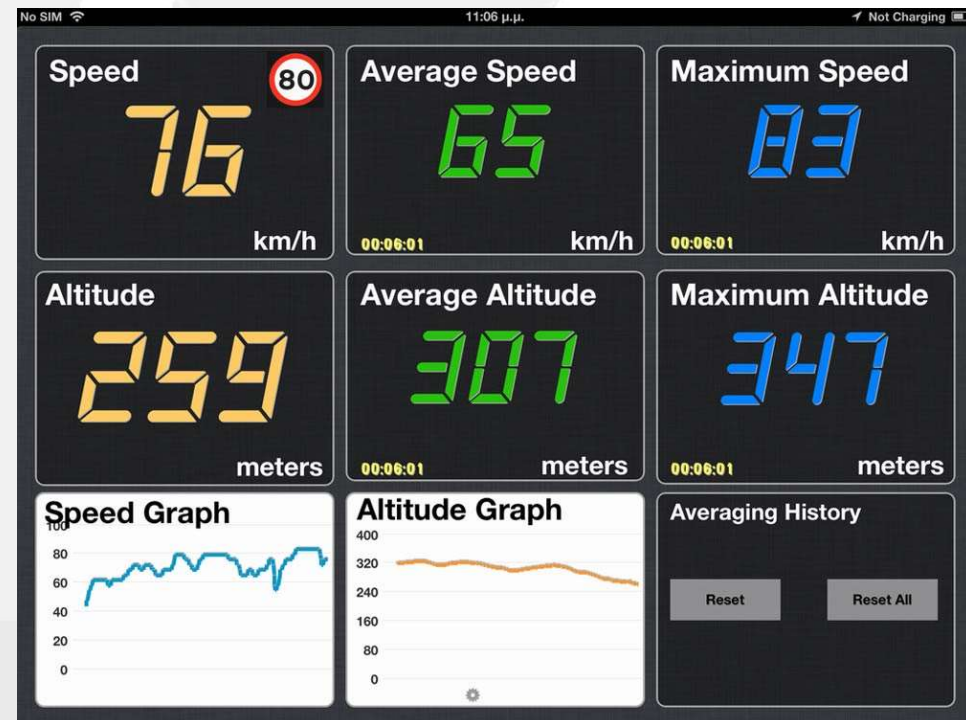 No SIM 11:06 μ.μ. Not Charging
Speed 80
76
km/h
Average Speed
65
00:06:01 km/h
Maximum Speed
83
00:06:01 km/h
Altitude
259
meters
Average Altitude
307
00:06:01 meters
Maximum Altitude
347
00:06:01 meters
Speed Graph
100
80
60
40
20
0
Altitude Graph
400
320
240
160
80
0
Averaging History
Reset Reset All